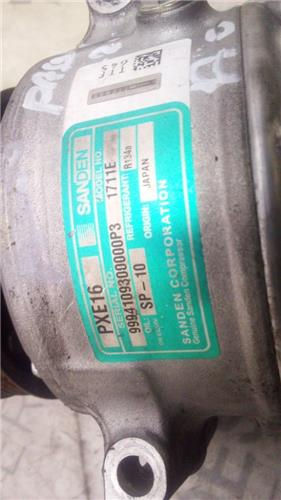 SANDEN
MODEL NO.
PXE16 1711E
SERIAL NO. REFRIGERANT: R134a
9994109300000P3
OIL: SP-10 ORIGIN: JAPAN
SANDEN CORPORATION
Genuine Sanden Compressor